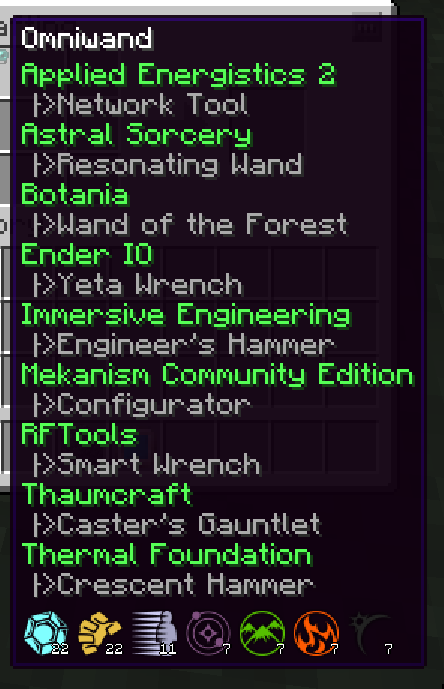 Omniwand
Applied Energistics 2
|>Network Tool
Astral Sorcery
|>Resonating Wand
Botania
|>Wand of the Forest
Ender IO
|>Yeta Wrench
Immersive Engineering
|>Engineer's Hammer
Mekanism Community Edition
|>Configurator
RFTools
|>Smart Wrench
Thaumcraft
|>Caster's Gauntlet
Thermal Foundation
|>Crescent Hammer
22 22 11 7 7 7 7